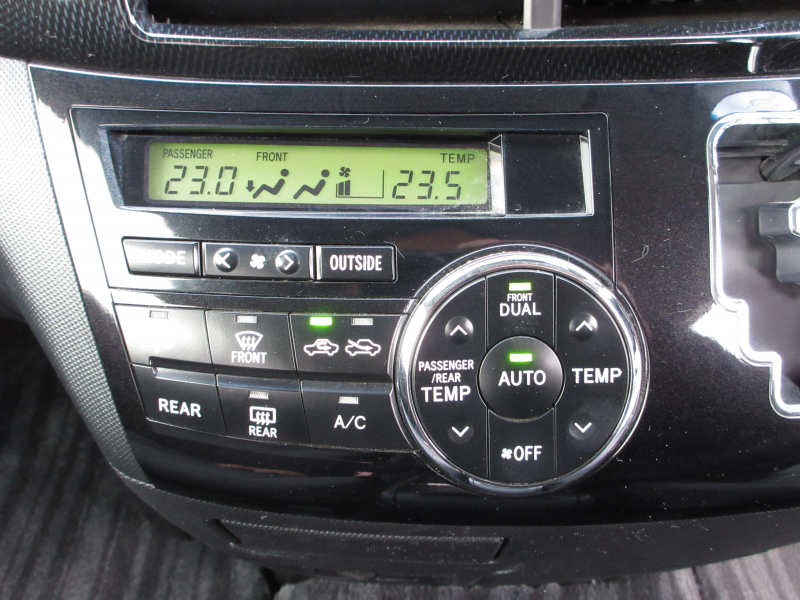 PASSENGER FRONT TEMP
23.0 23.5
MODE OUTSIDE
FRONT
DUAL
FRONT
PASSENGER
/REAR
TEMP
AUTO
TEMP
REAR
REAR
A/C
OFF